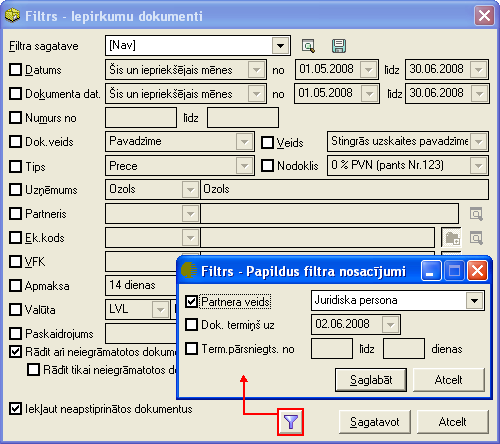 Filtrs - Iepirkumu dokumenti
Filtra sagatave [Nav]
Datums Šis un iepriekšējais mēnes no 01.05.2008 līdz 30.06.2008
Dokumenta dat. Šis un iepriekšējais mēnes no 01.05.2008 līdz 30.06.2008
Numurs no līdz
Dok.veids Pavadzīme Veids Stingrās uzskaites pavadzīme
Tips Prece Nodoklis 0 % PVN (pants Nr.123)
Uzņēmums Ozols Ozols
Partneris
Ek.kods
VFK
Apmaksa 14 dienas
Valūta LVL
Paskaidrojums
Rādīt arī neiegrāmatotos dokume
Rādīt tikai neiegrāmatotos d
Iekļaut neapstiprinātos dokumentus
Sagatavot Atcelt
Filtrs - Papildus filtra nosacījumi
Partnera veids Juridiska persona
Dok. termiņš uz 02.06.2008
Term.pārsniegts. no līdz dienas
Saglabāt Atcelt